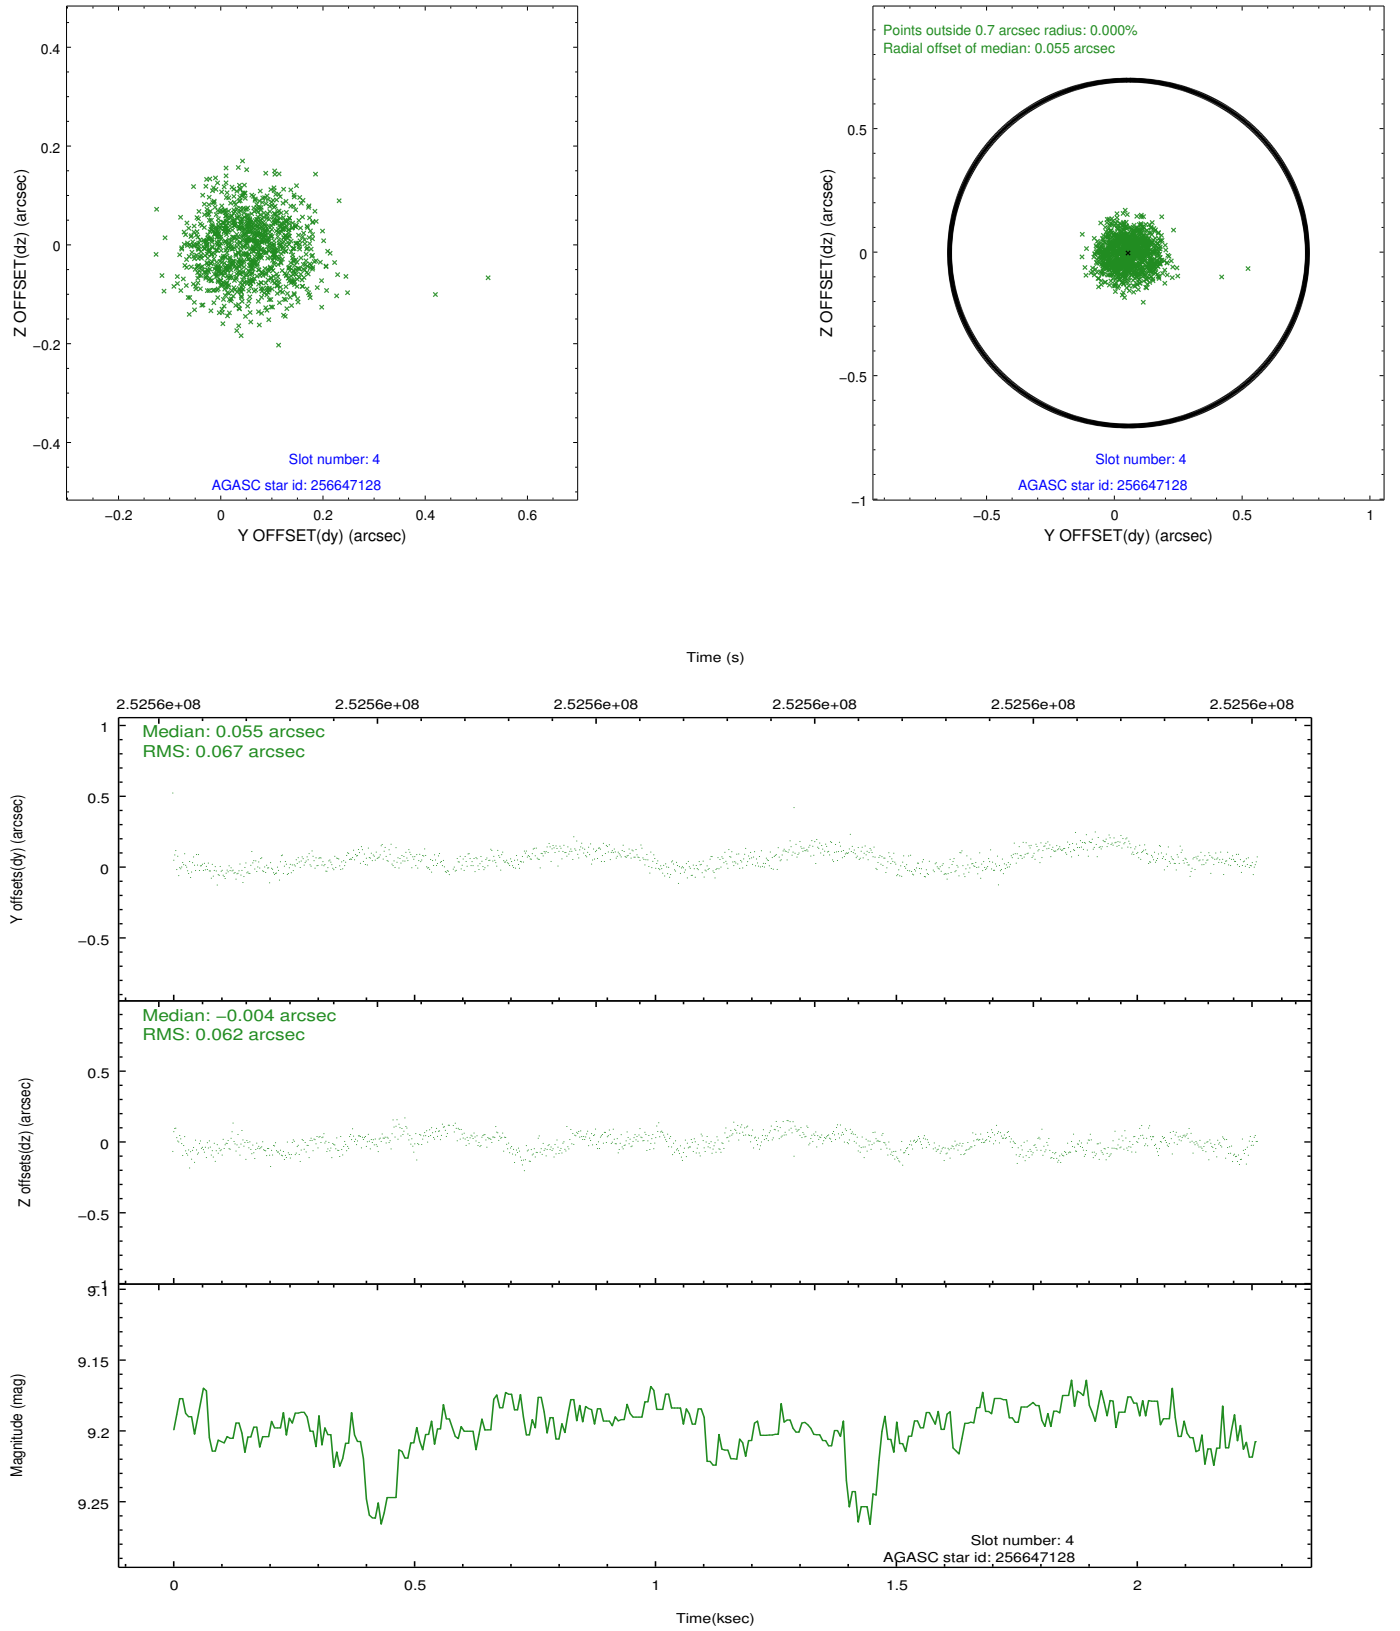 0.4
0.2
0
−0.2
−0.4
Z OFFSET(dz) (arcsec)
Slot number: 4
AGASC star id: 256647128
−0.2 0 0.2 0.4 0.6
Y OFFSET(dy) (arcsec)
Points outside 0.7 arcsec radius: 0.000%
Radial offset of median: 0.055 arcsec
0.5
0
−0.5
−1
Z OFFSET(dz) (arcsec)
Slot number: 4
AGASC star id: 256647128
−0.5 0 0.5 1
Y OFFSET(dy) (arcsec)
Time (s)
2.5256e+08 2.5256e+08 2.5256e+08 2.5256e+08 2.5256e+08 2.5256e+08
Median: 0.055 arcsec
RMS: 0.067 arcsec
1
0.5
0
−0.5
Y offsets(dy) (arcsec)
Median: −0.004 arcsec
RMS: 0.062 arcsec
0.5
0
−0.5
−1
Z offsets(dz) (arcsec)
9.1
9.15
9.2
9.25
Magnitude (mag)
Slot number: 4
AGASC star id: 256647128
0 0.5 1 1.5 2
Time(ksec)